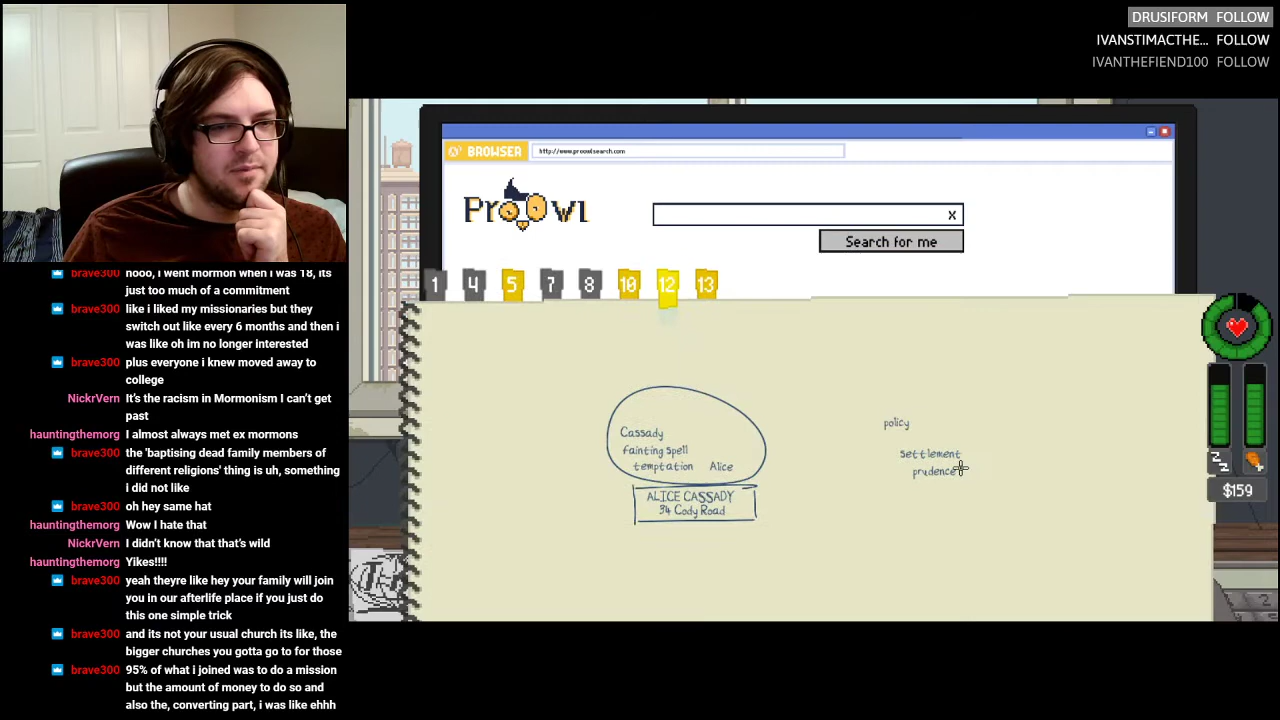 DRUSIFORM FOLLOW
IVANSTIMACTHE... FOLLOW
IVANTHEFIEND100 FOLLOW
BROWSER
http://www.proowlsearch.com
PrOOwl
x
Search for me
1 4 5 7 8 10 12 13
Cassady
fainting spell
temptation Alice
ALICE CASSADY
34 Cody Road
policy
settlement
prudence
$159
brave300 nooo, i went mormon when i was 18, its
just too much of a commitment
brave300 like i liked my missionaries but they
switch out like every 6 months and then i
was like oh im no longer interested
brave300 plus everyone i knew moved away to
college
NickrVern It's the racism in Mormonism I can't get
past
hauntingthemorg I almost always met ex mormons
brave300 the 'baptising dead family members of
different religions' thing is uh, something
i did not like
brave300 oh hey same hat
hauntingthemorg Wow I hate that
NickrVern I didn't know that that's wild
hauntingthemorg Yikes!!!!
brave300 yeah theyre like hey your family will join
you in our afterlife place if you just do
this one simple trick
brave300 and its not your usual church its like, the
bigger churches you gotta go to for those
brave300 95% of what i joined was to do a mission
but the amount of money to do so and
also the, converting part, i was like ehhh